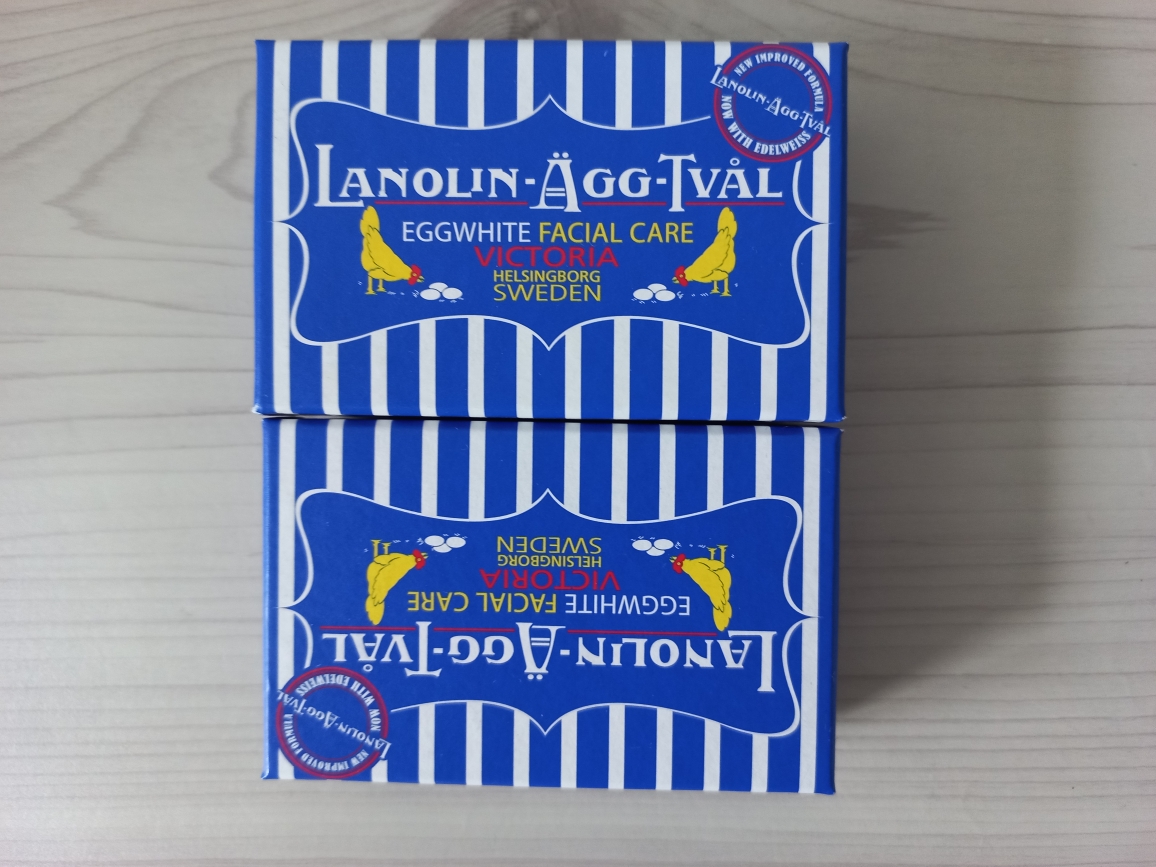 NEW IMPROVED FORMULA
LANOLIN-ÄGG-TVÅL
NOW WITH EDELWEISS
LANOLIN-ÄGG-TVÅL
EGGWHITE FACIAL CARE
VICTORIA
HELSINGBORG
SWEDEN
LANOLIN-ÄGG-TVÅL
EGGWHITE FACIAL CARE
VICTORIA
HELSINGBORG
SWEDEN
NEW IMPROVED FORMULA
LANOLIN-ÄGG-TVÅL
NOW WITH EDELWEISS